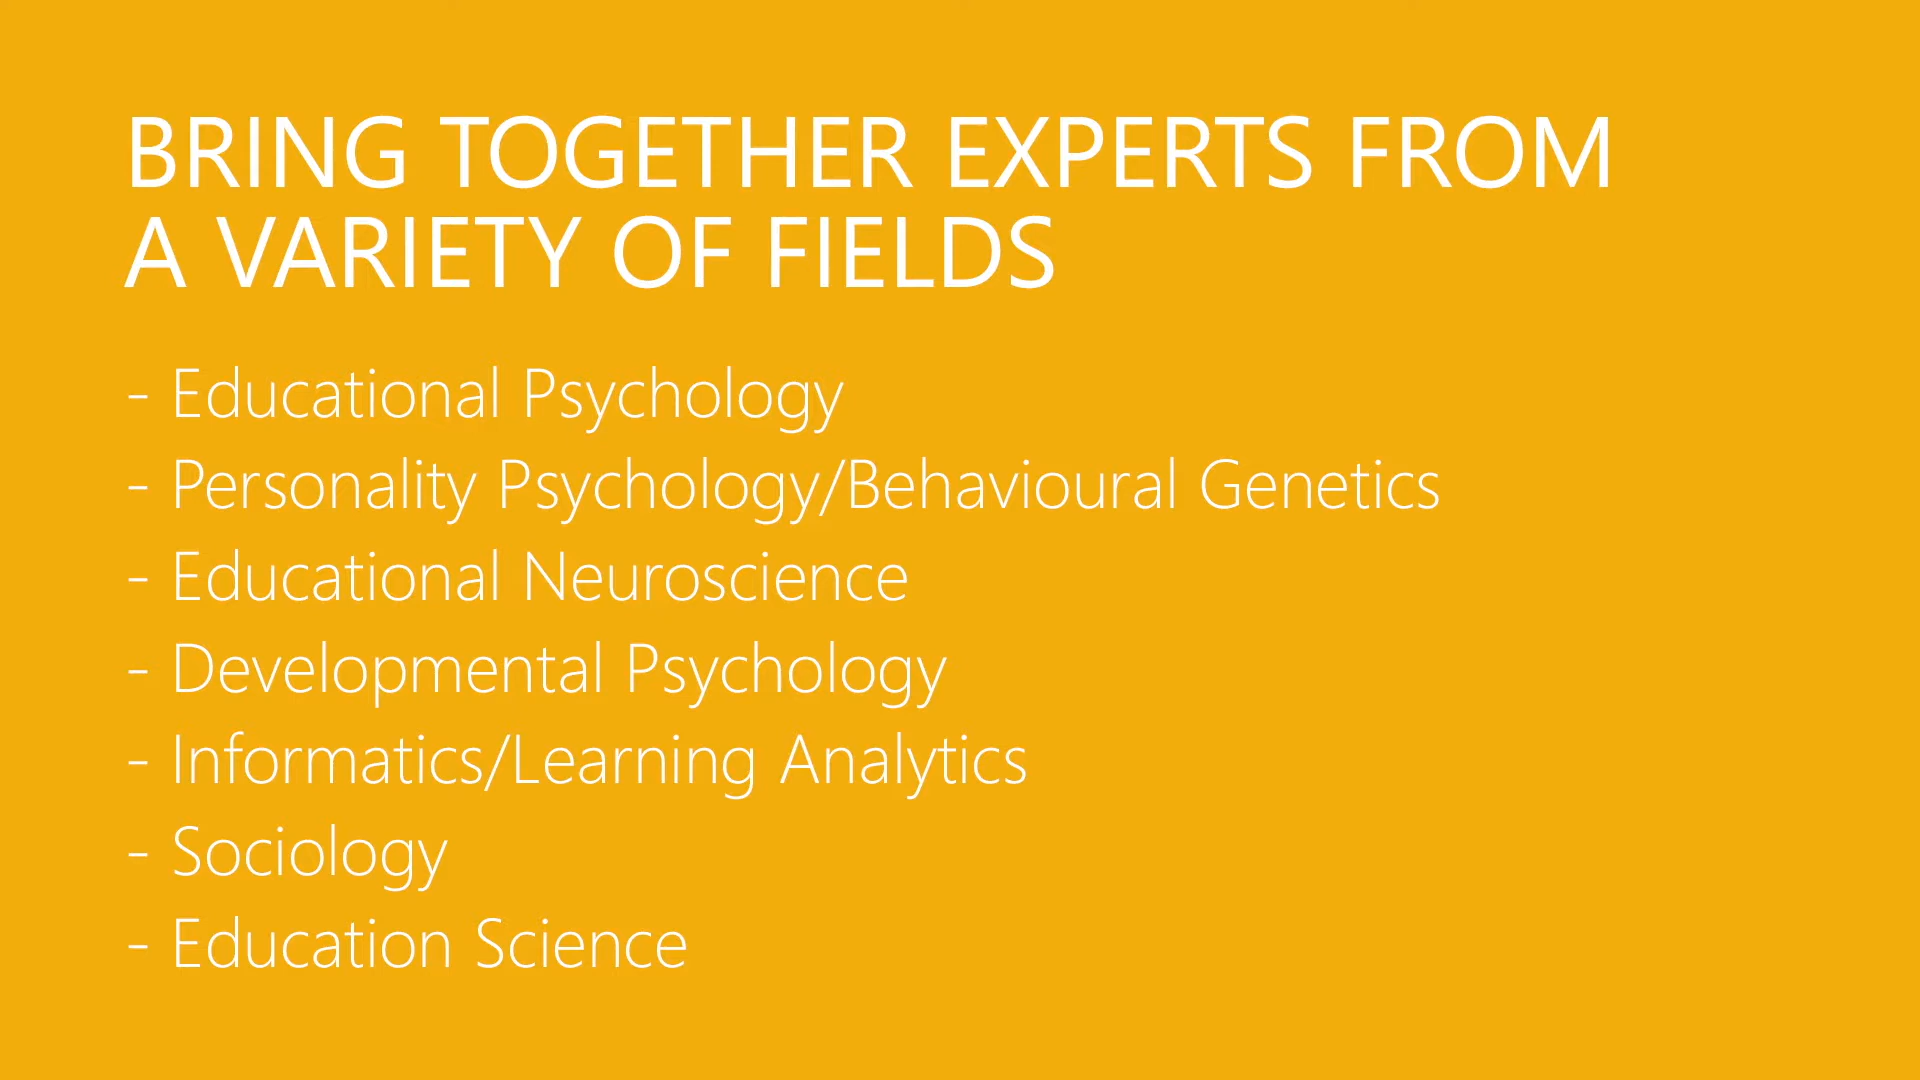 BRING TOGETHER EXPERTS FROM
A VARIETY OF FIELDS
- Educational Psychology
- Personality Psychology/Behavioural Genetics
- Educational Neuroscience
- Developmental Psychology
- Informatics/Learning Analytics
- Sociology
- Education Science